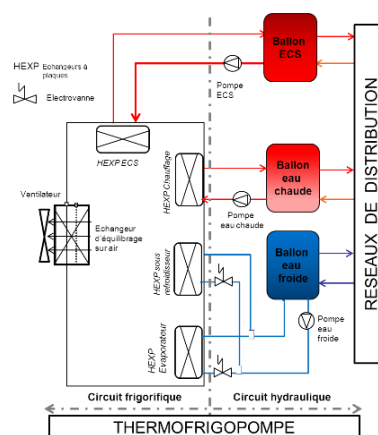 HEXP Echangeurs à
plaques
Electrovanne
Ballon
ECS
Pompe
ECS
HEXP ECS
HEXP Chauffage
Ballon
eau
chaude
Pompe
eau chaude
Ventilateur
Echangeur
d'équilibrage
sur air
HEXP sous
refroidisseur
Ballon
eau
froide
Pompe
eau
froide
HEXP
Evaporateur
RESEAUX DE DISTRIBUTION
Circuit frigorifique
Circuit hydraulique
THERMOFRIGOPOMPE